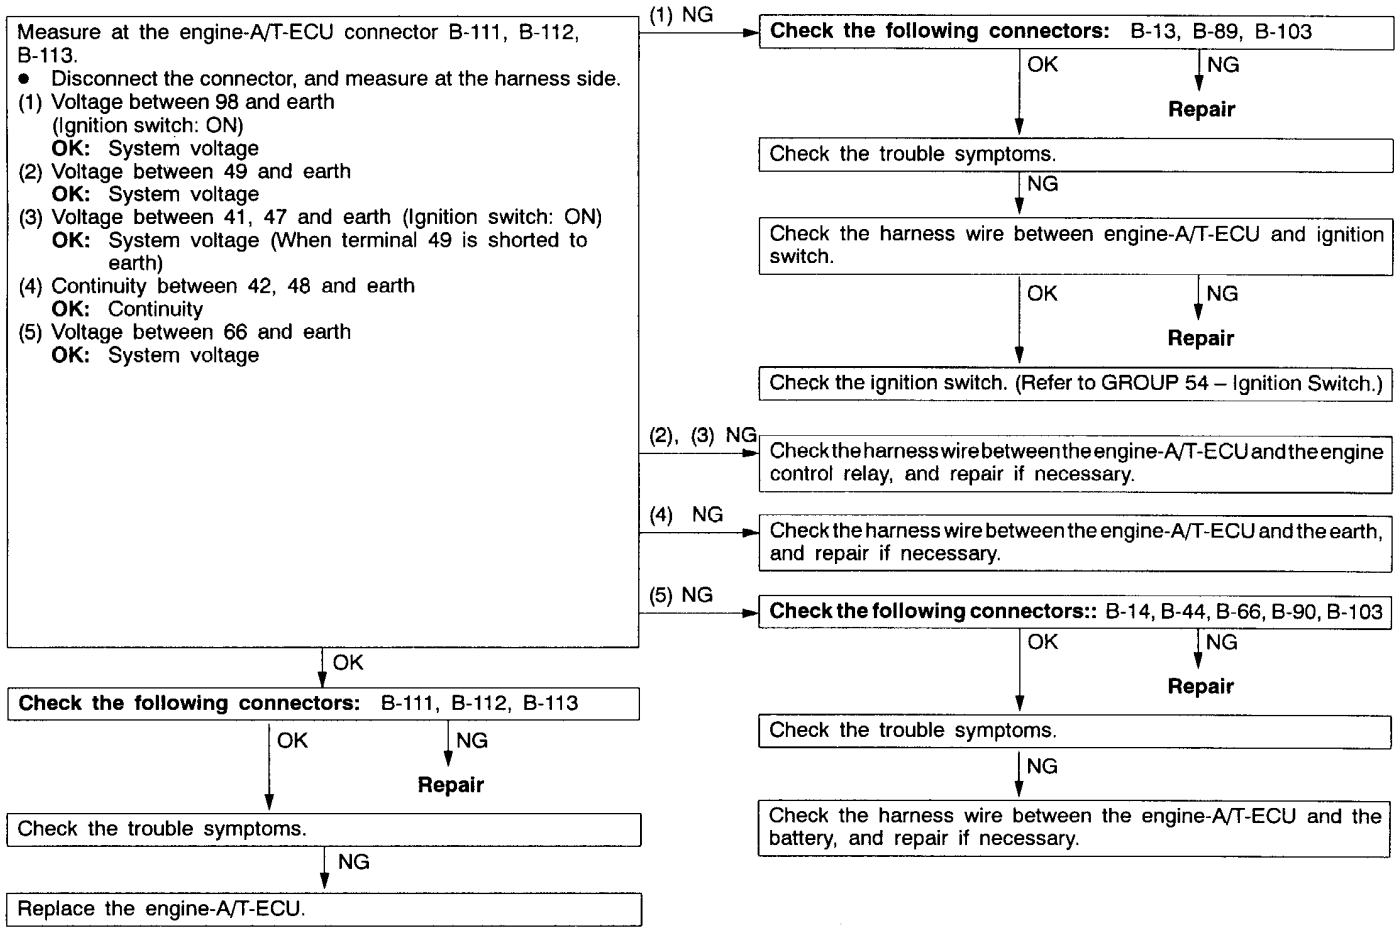 Measure at the engine-A/T-ECU connector B-111, B-112,
B-113.
● Disconnect the connector, and measure at the harness side.
(1) Voltage between 98 and earth
(Ignition switch: ON)
OK: System voltage
(2) Voltage between 49 and earth
OK: System voltage
(3) Voltage between 41, 47 and earth (Ignition switch: ON)
OK: System voltage (When terminal 49 is shorted to
earth)
(4) Continuity between 42, 48 and earth
OK: Continuity
(5) Voltage between 66 and earth
OK: System voltage
OK
Check the following connectors: B-111, B-112, B-113
OK
NG
Repair
Check the trouble symptoms.
NG
Replace the engine-A/T-ECU.
(1) NG
Check the following connectors: B-13, B-89, B-103
OK
NG
Repair
Check the trouble symptoms.
NG
Check the harness wire between engine-A/T-ECU and ignition
switch.
OK
NG
Repair
Check the ignition switch. (Refer to GROUP 54 – Ignition Switch.)
(2), (3) NG
Check the harness wire between the engine-A/T-ECU and the engine
control relay, and repair if necessary.
(4) NG
Check the harness wire between the engine-A/T-ECU and the earth,
and repair if necessary.
(5) NG
Check the following connectors:: B-14, B-44, B-66, B-90, B-103
OK
NG
Repair
Check the trouble symptoms.
NG
Check the harness wire between the engine-A/T-ECU and the
battery, and repair if necessary.